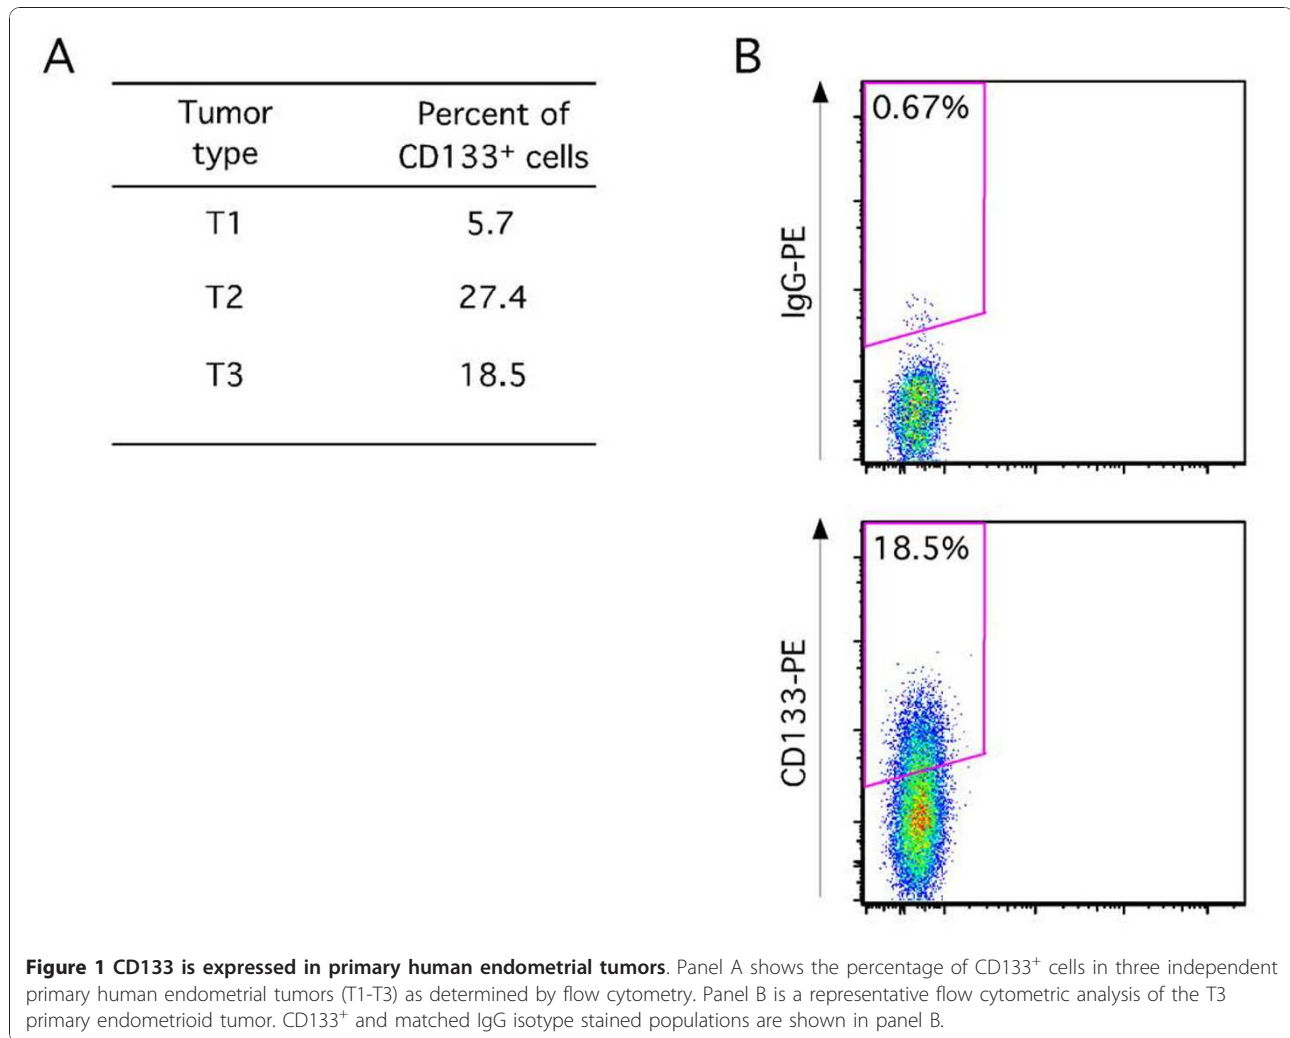 A
Tumor
type
Percent of
CD133⁺ cells
T1 5.7
T2 27.4
T3 18.5
B
0.67%
IgG-PE
18.5%
CD133-PE
Figure 1 CD133 is expressed in primary human endometrial tumors. Panel A shows the percentage of CD133⁺ cells in three independent
primary human endometrial tumors (T1-T3) as determined by flow cytometry. Panel B is a representative flow cytometric analysis of the T3
primary endometrioid tumor. CD133⁺ and matched IgG isotype stained populations are shown in panel B.